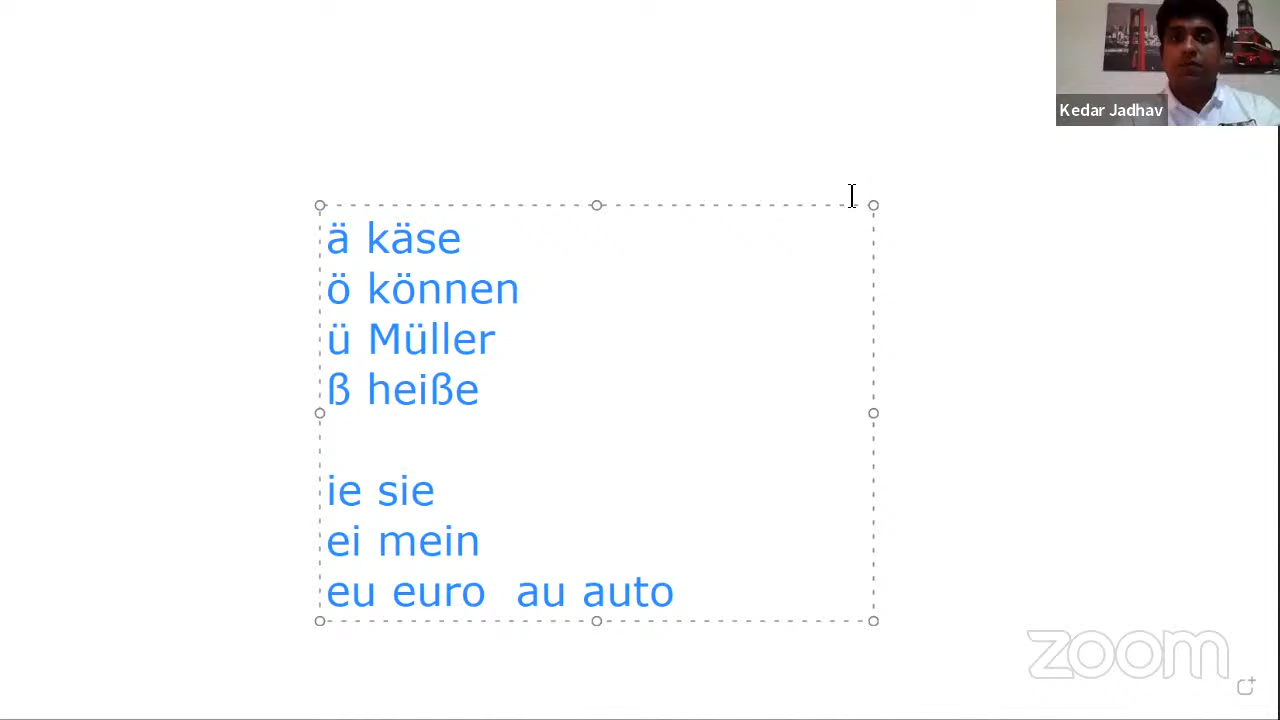 Kedar Jadhav
ä käse
ö können
ü Müller
ß heiße
ie sie
ei mein
eu euro au auto
zoom